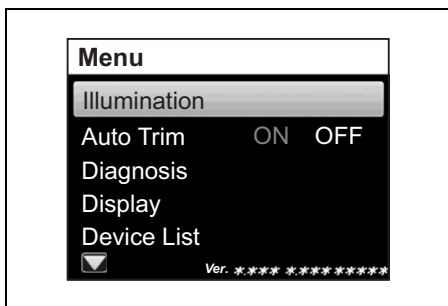 Menu
Illumination
Auto Trim ON OFF
Diagnosis
Display
Device List
Ver. *.*** *.*** *****